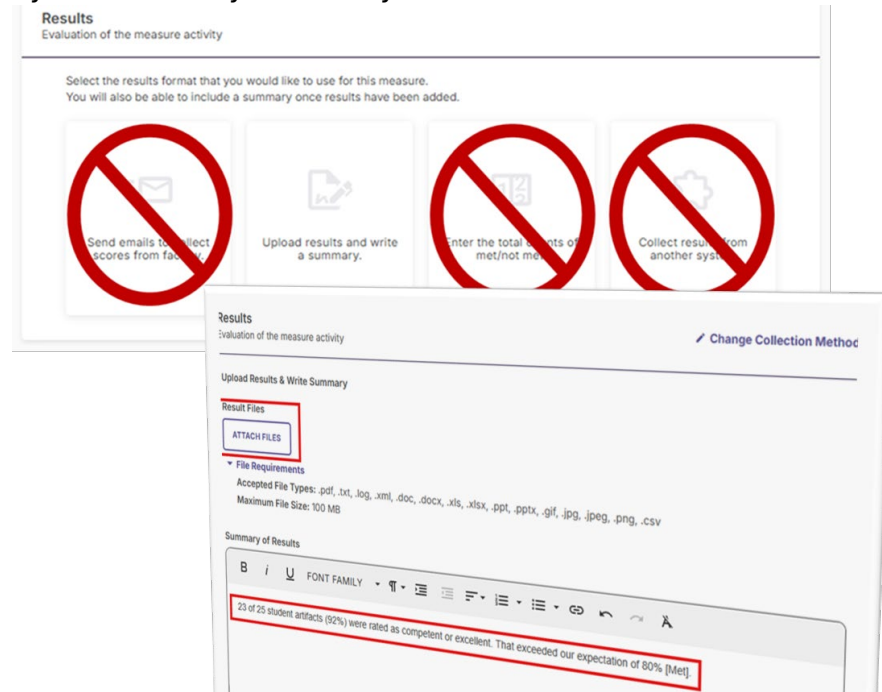 Results
Evaluation of the measure activity
Select the results format that you would like to use for this measure.
You will also be able to include a summary once results have been added.
Send emails to collect
scores from
Upload results and write
a summary.
Enter the total of
met/not
Collect from
another
Results
Evaluation of the measure activity
Change Collection
Upload Results & Write Summary
Result Files
ATTACH FILES
File Requirements
Accepted File Types: .pdf, .txt, .log, .xml, .doc, .docx, .xls, .xlsx, .ppt, .pptx, .gif, .jpg, .jpeg, .png, .csv
Maximum File Size: 100 MB
Summary of Results
B i U FONT FAMILY
23 of 25 student artifacts (92%) were rated as competent or excellent. That exceeded our expectation of 80% [Met].